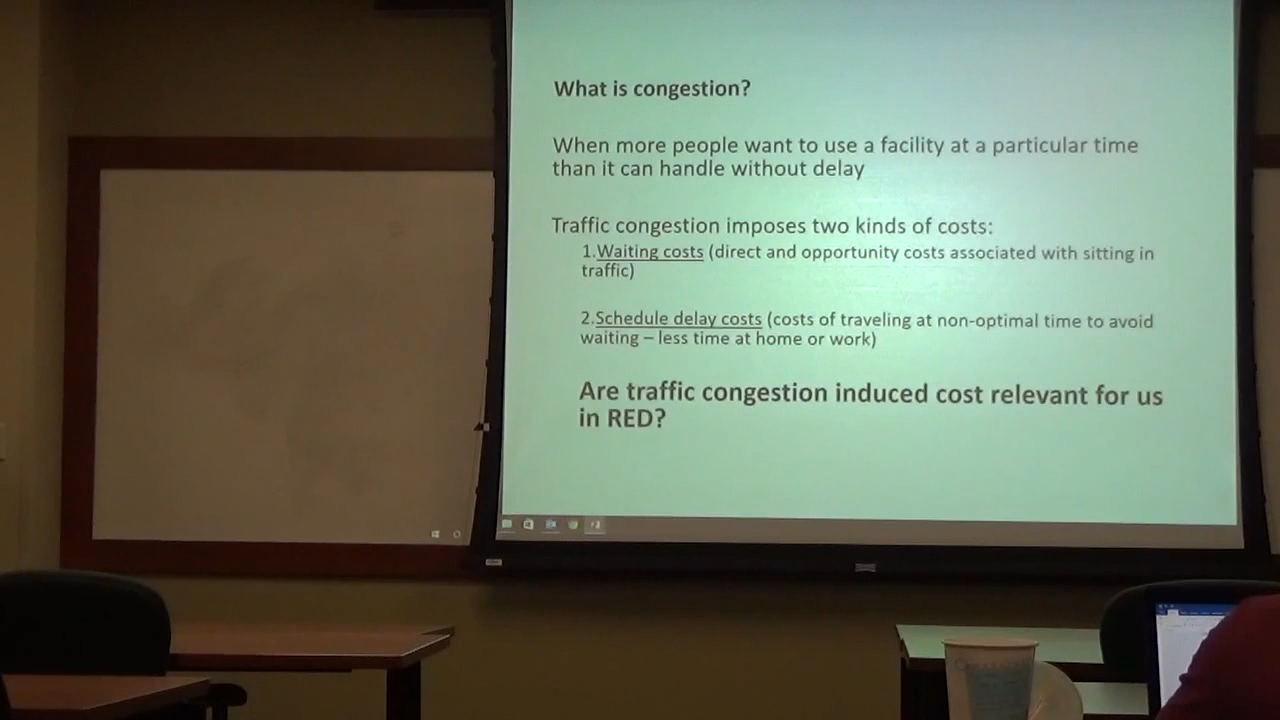 What is congestion?
When more people want to use a facility at a particular time
than it can handle without delay
Traffic congestion imposes two kinds of costs:
1.Waiting costs (direct and opportunity costs associated with sitting in
traffic)
2.Schedule delay costs (costs of traveling at non-optimal time to avoid
waiting – less time at home or work)
Are traffic congestion induced cost relevant for us
in RED?